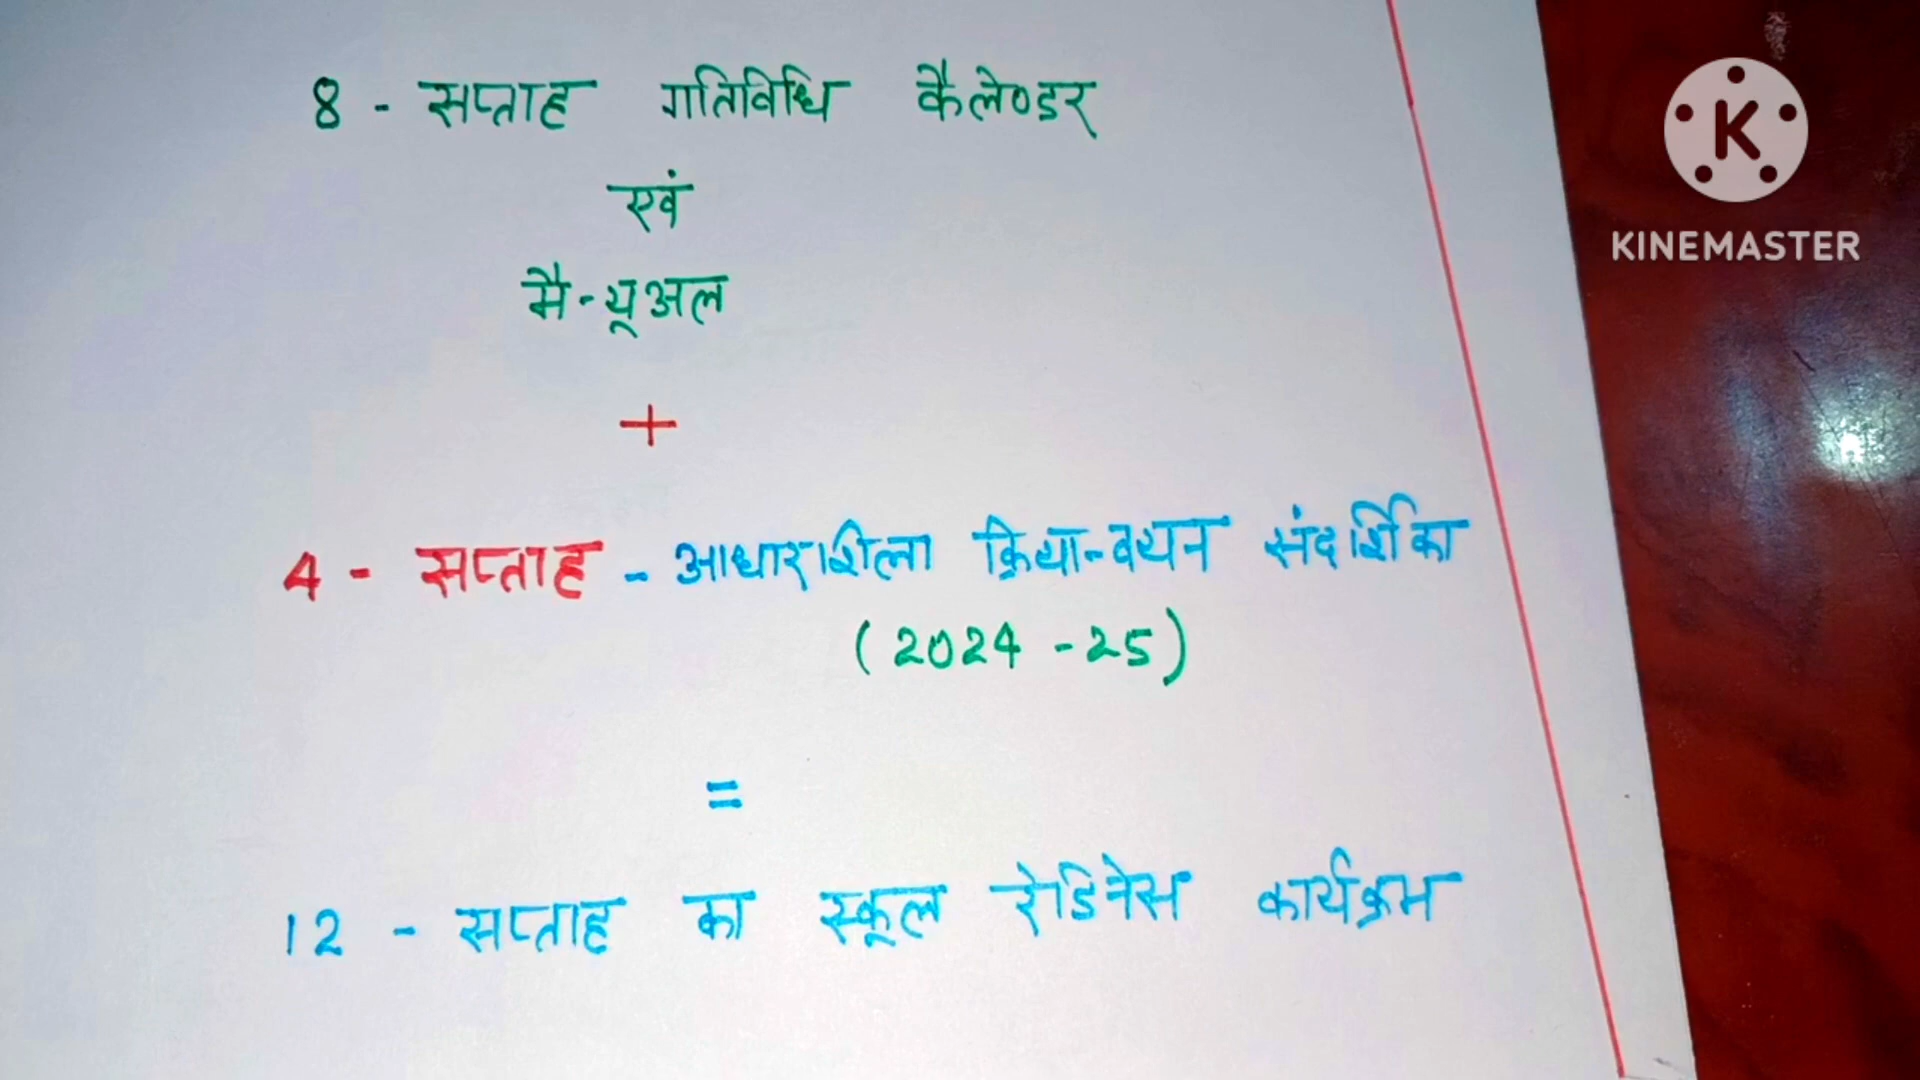 8 - सप्ताह गतिविधि कैलेण्डर
एवं
मैन्यूअल
+
4 - सप्ताह - आधारशिला क्रियान्वयन संदर्शिका
(2024 - 25)
=
12 - सप्ताह का स्कूल रेडिनेस कार्यक्रम
K
KINEMASTER